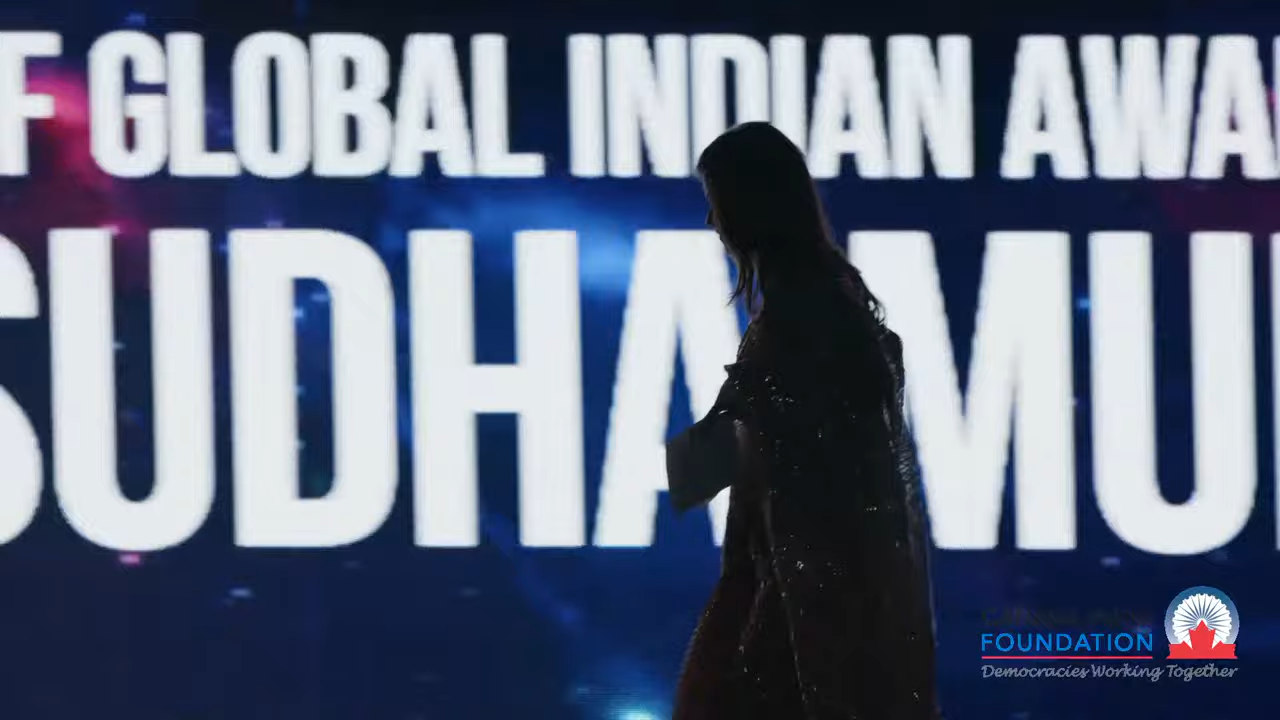 F GLOBAL INDIAN AWA
SUDHA MU
FOUNDATION
Democracies Working Together